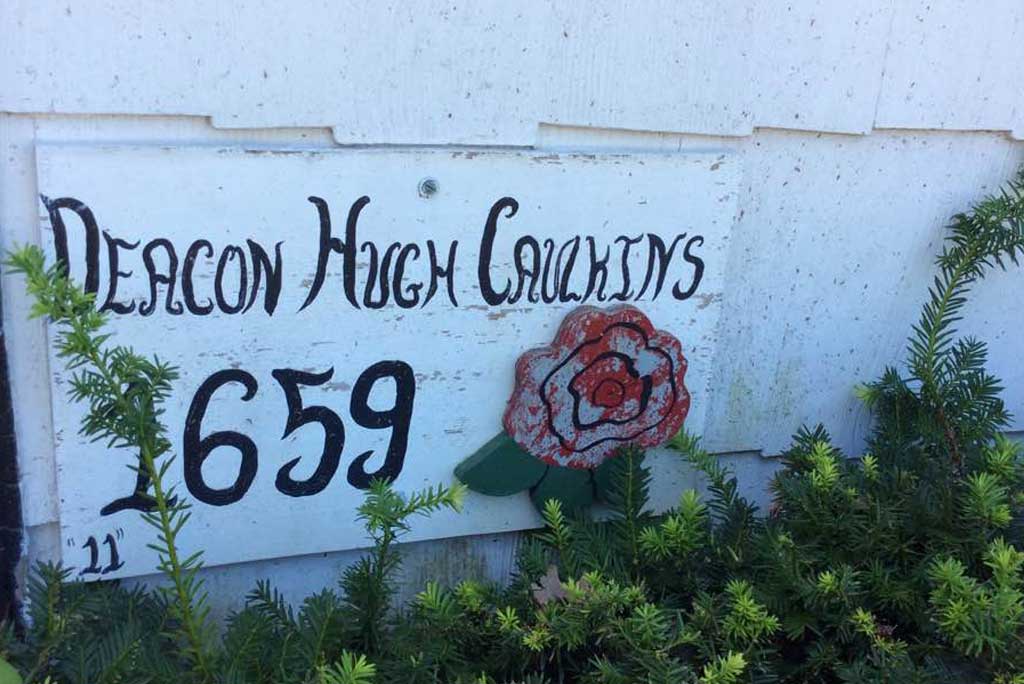 DEACON HUGH CAULKINS
1659
"11"